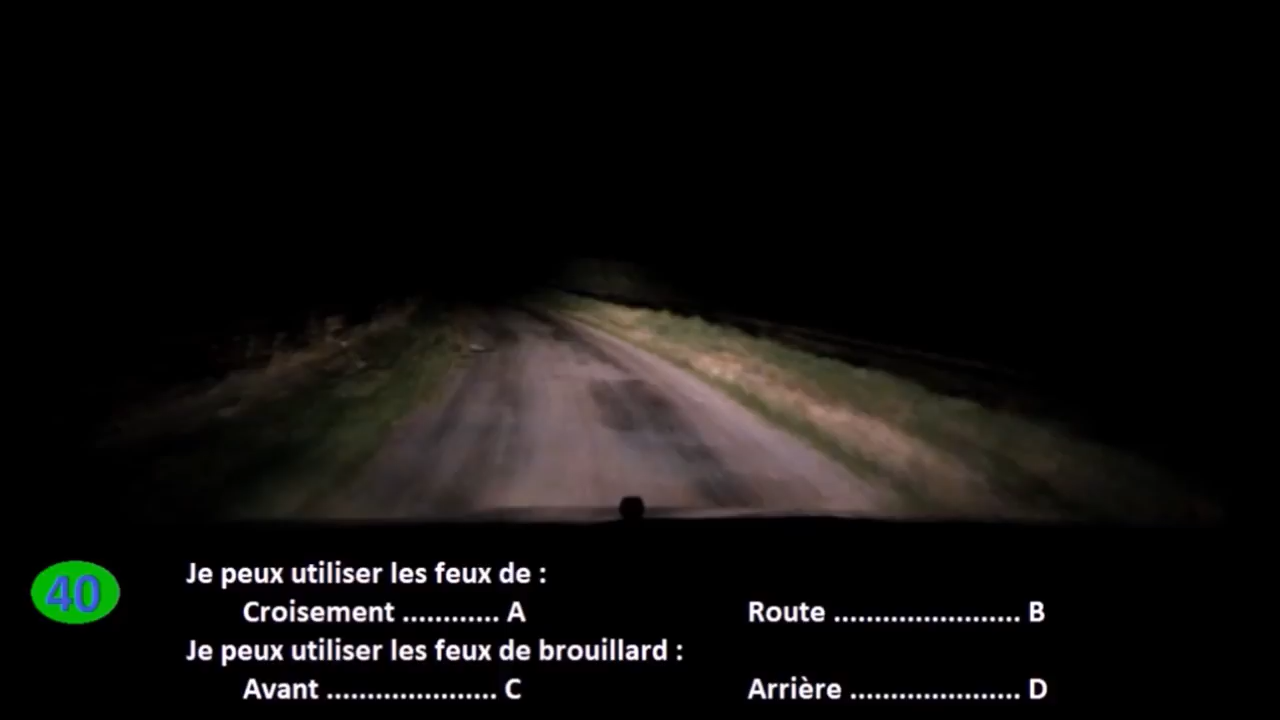 40
Je peux utiliser les feux de :
Croisement ............ A Route ....................... B
Je peux utiliser les feux de brouillard :
Avant ..................... C Arrière ..................... D